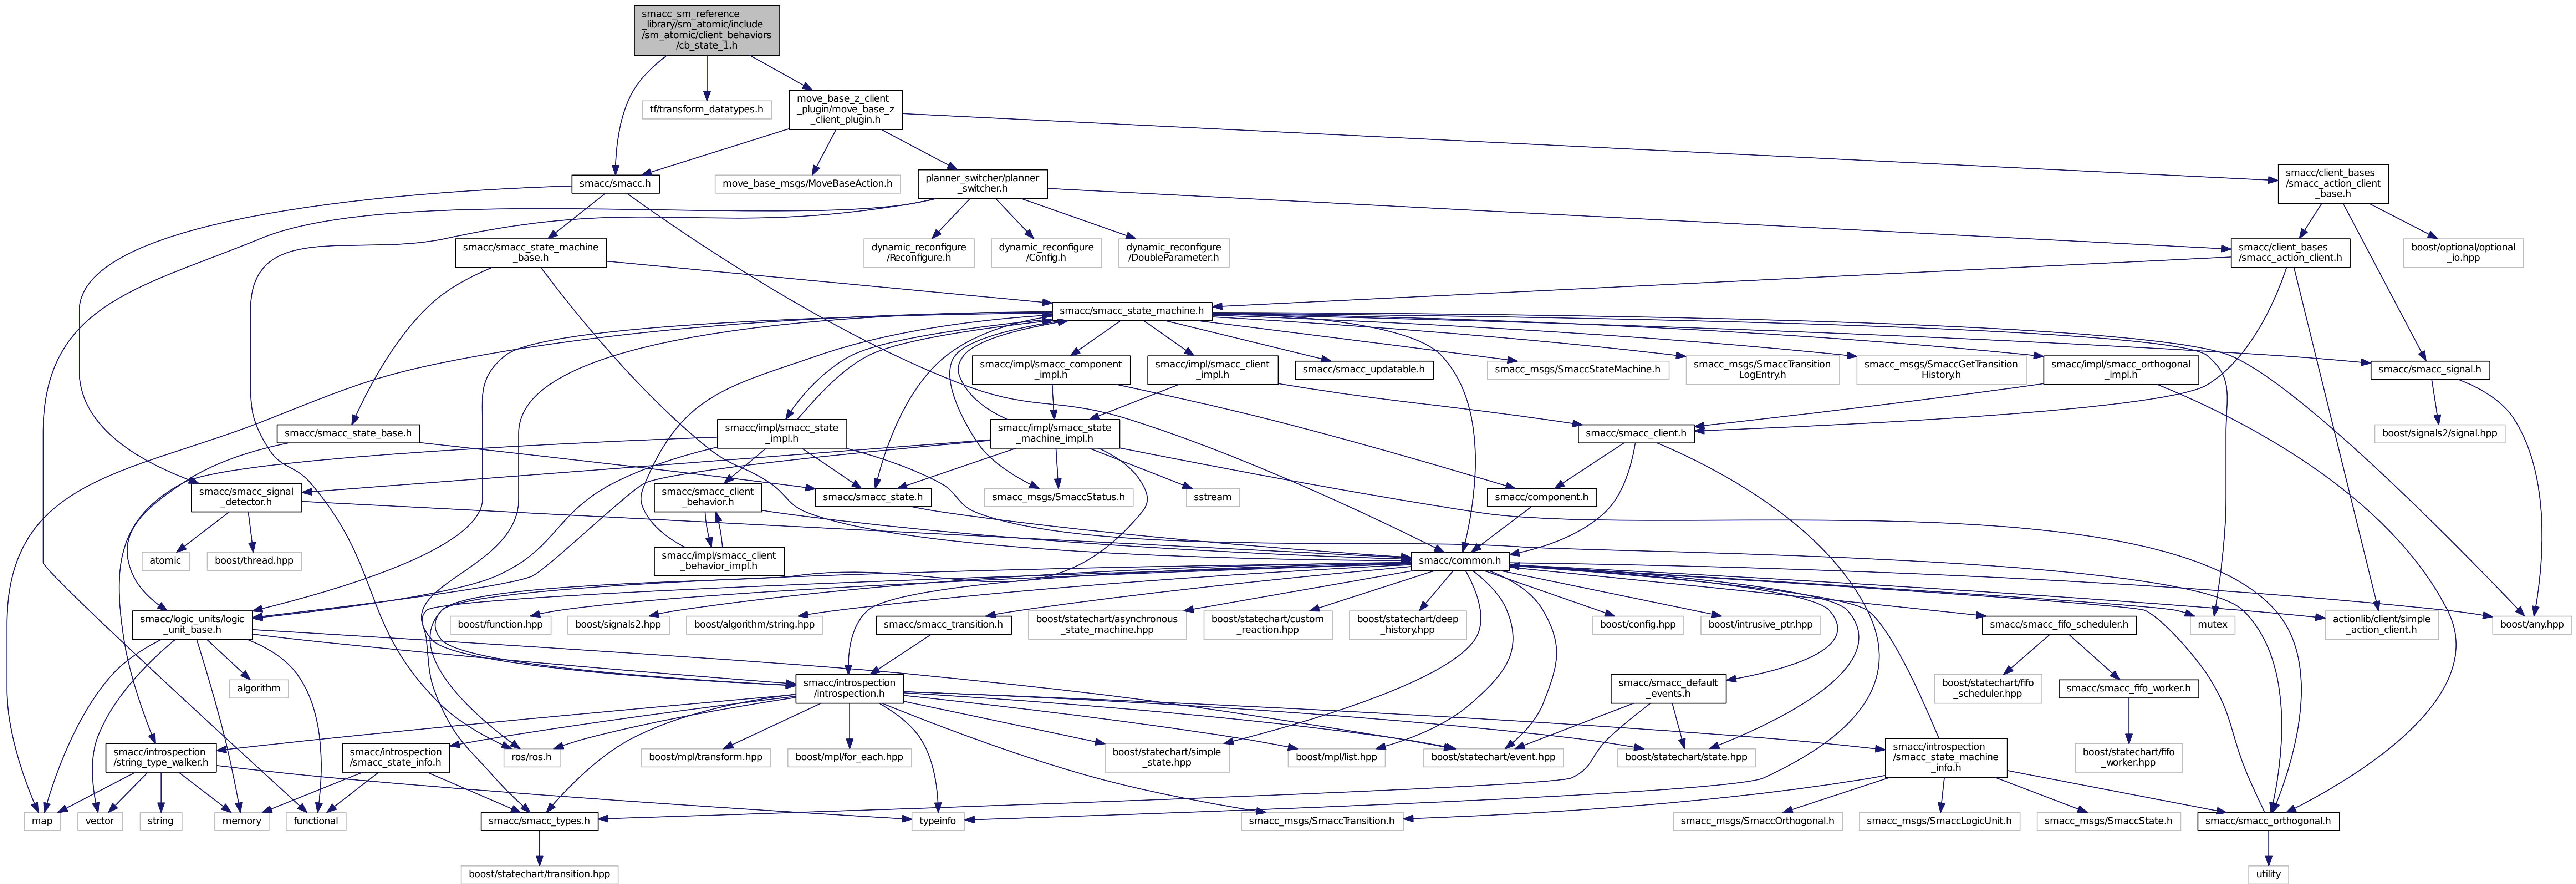 smacc_sm_reference
_library/sm_atomic/include
/sm_atomic/client_behaviors
/cb_state_1.h
tf/transform_datatypes.h
move_base_z_client
_plugin/move_base_z
_client_plugin.h
smacc/smacc.h
move_base_msgs/MoveBaseAction.h
planner_switcher/planner
_switcher.h
smacc/client_bases
/smacc_action_client
_base.h
smacc/smacc_state_machine
_base.h
dynamic_reconfigure
/Reconfigure.h
dynamic_reconfigure
/Config.h
dynamic_reconfigure
/DoubleParameter.h
smacc/client_bases
/smacc_action_client.h
boost/optional/optional
_io.hpp
smacc/smacc_state_machine.h
smacc/impl/smacc_component
_impl.h
smacc/impl/smacc_client
_impl.h
smacc/smacc_updatable.h
smacc_msgs/SmaccStateMachine.h
smacc_msgs/SmaccTransition
LogEntry.h
smacc_msgs/SmaccGetTransition
History.h
smacc/impl/smacc_orthogonal
_impl.h
smacc/smacc_signal.h
smacc/smacc_state_base.h
smacc/impl/smacc_state
_impl.h
smacc/impl/smacc_state
_machine_impl.h
smacc/smacc_client.h
boost/signals2/signal.hpp
smacc/smacc_signal
_detector.h
smacc/smacc_client
_behavior.h
smacc/smacc_state.h
smacc_msgs/SmaccStatus.h
sstream
smacc/component.h
atomic
boost/thread.hpp
smacc/impl/smacc_client
_behavior_impl.h
smacc/common.h
smacc/logic_units/logic
_unit_base.h
boost/function.hpp
boost/signals2.hpp
boost/algorithm/string.hpp
smacc/smacc_transition.h
boost/statechart/asynchronous
_state_machine.hpp
boost/statechart/custom
_reaction.hpp
boost/statechart/deep
_history.hpp
boost/config.hpp
boost/intrusive_ptr.hpp
smacc/smacc_fifo_scheduler.h
mutex
actionlib/client/simple
_action_client.h
boost/any.hpp
algorithm
smacc/introspection
/introspection.h
smacc/smacc_default
_events.h
boost/statechart/fifo
_scheduler.hpp
smacc/smacc_fifo_worker.h
smacc/introspection
/string_type_walker.h
smacc/introspection
/smacc_state_info.h
ros/ros.h
boost/mpl/transform.hpp
boost/mpl/for_each.hpp
boost/statechart/simple
_state.hpp
boost/mpl/list.hpp
boost/statechart/event.hpp
boost/statechart/state.hpp
smacc/introspection
/smacc_state_machine
_info.h
boost/statechart/fifo
_worker.hpp
map
vector
string
memory
functional
smacc/smacc_types.h
typeinfo
smacc_msgs/SmaccTransition.h
smacc_msgs/SmaccOrthogonal.h
smacc_msgs/SmaccLogicUnit.h
smacc_msgs/SmaccState.h
smacc/smacc_orthogonal.h
boost/statechart/transition.hpp
utility